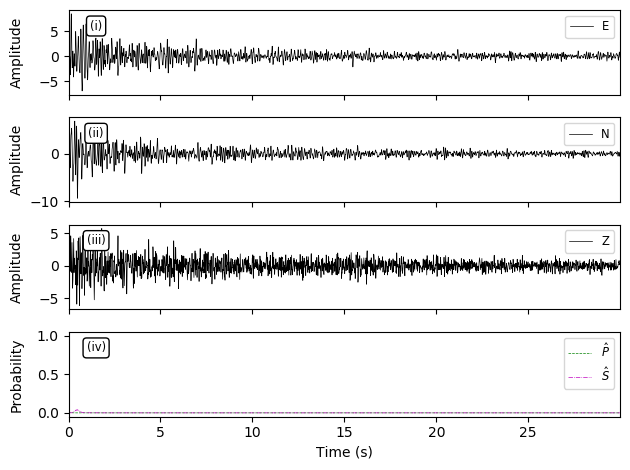 Amplitude
5
0
−5
(i)
E
Amplitude
0
−10
(ii)
N
Amplitude
5
0
−5
(iii)
Z
Probability
1.0
0.5
0.0
(iv)
P̂
Ŝ
0 5 10 15 20 25
Time (s)